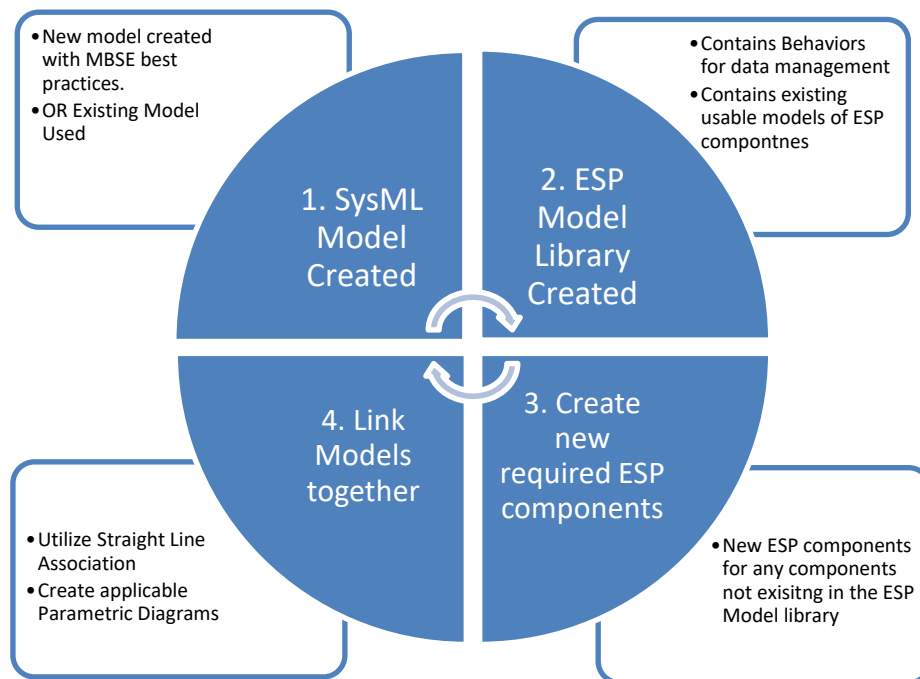 •New model created
with MBSE best
practices.
•OR Existing Model
Used
•Contains Behaviors
for data management
•Contains existing
usable models of ESP
compontnes
1. SysML
Model
Created
2. ESP
Model
Library
Created
4. Link
Models
together
3. Create
new
required ESP
components
•Utilize Straight Line
Association
•Create applicable
Parametric Diagrams
•New ESP components
for any components
not exisitng in the ESP
Model library